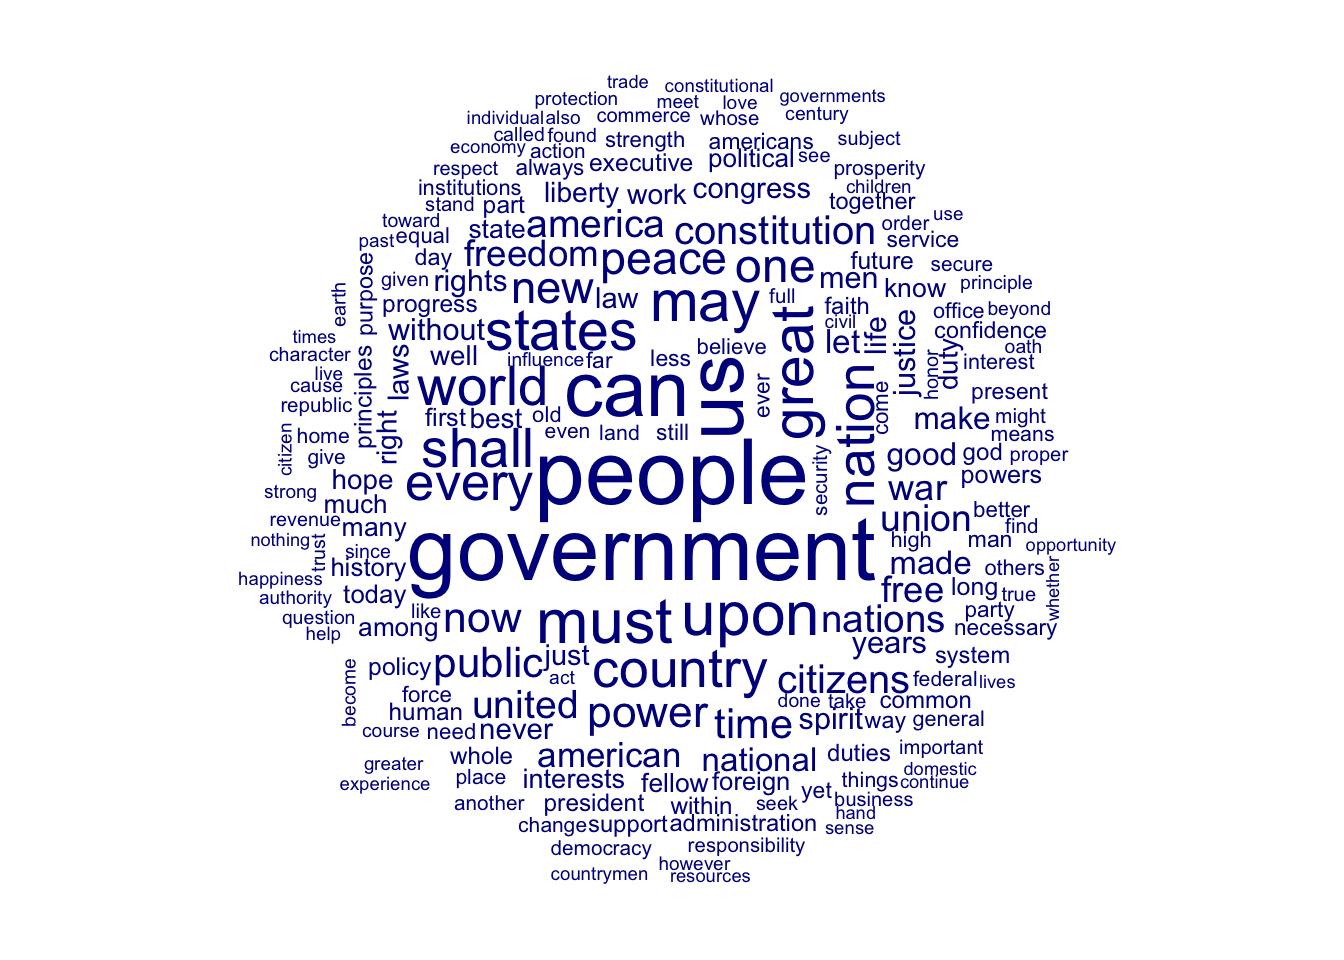 trade constitutional
protection meet love governments
individual also commerce whose century
called found strength americans subject
economy action executive political see
respect always prosperity
institutions liberty work congress children
stand part together
toward state america constitution order use
past equal service
day freedom peace one future secure
given rights new law may full men know principle
earth purpose progress faith office beyond
times without states great civil let life justice confidence
character laws well influence far less believe duty oath interest
live principles world can us ever nation come honor present
cause
republic first best old make might
citizen home right shall even land still means
give people good god proper
hope every security war powers
strong much better
revenue many union find
nothing trust since government high man opportunity
history made others
happiness today free long true whether
authority like must upon nations party
question among now necessary
help years
public just country system
become policy act citizens federal lives
force done take common
human united power time spirit way general
course need never
whole american national duties important
greater domestic
experience place interests fellow foreign things continue
another president within seek yet business
change support administration hand
sense
democracy responsibility
however
countrymen resources